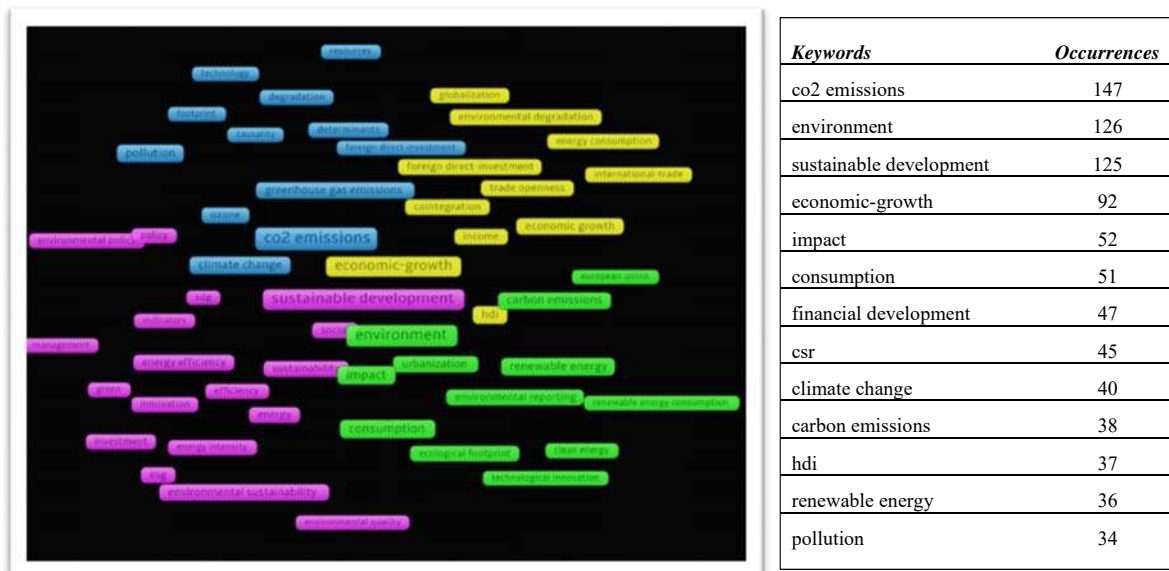 resources
technology
degradation
globalization
footprint
environmental degradation
causality
determinants
energy consumption
pollution
foreign direct investment
foreign direct-investment
international-trade
greenhouse gas emissions
trade openness
cointegration
ozone
economic growth
environmental policy
policy
co2 emissions
income
climate change
economic-growth
european union
sdg
sustainable development
carbon emissions
indicators
hdi
environment
management
energy efficiency
sustainability
urbanization
renewable energy
impact
green
efficiency
environmental reporting
renewable energy consumption
innovation
energy
consumption
investment
energy intensity
ecological footprint
clean energy
esg
technological innovation
environmental sustainability
environmental quality
Keywords Occurrences
co2 emissions 147
environment 126
sustainable development 125
economic-growth 92
impact 52
consumption 51
financial development 47
csr 45
climate change 40
carbon emissions 38
hdi 37
renewable energy 36
pollution 34